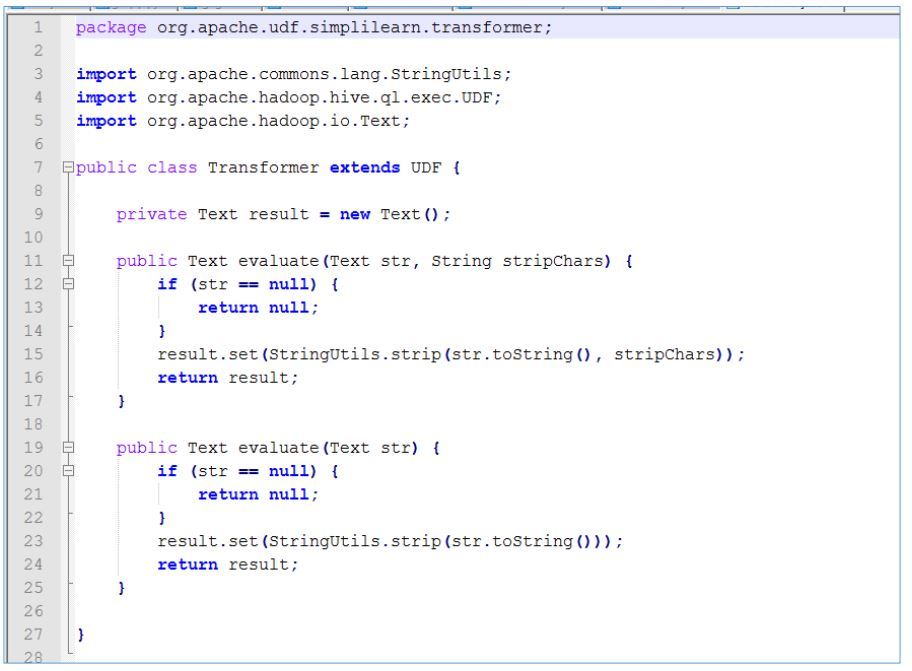 1 package org.apache.udf.simplilearn.transformer;
2
3 import org.apache.commons.lang.StringUtils;
4 import org.apache.hadoop.hive.ql.exec.UDF;
5 import org.apache.hadoop.io.Text;
6
7 public class Transformer extends UDF {
8
9     private Text result = new Text();
10
11     public Text evaluate(Text str, String stripChars) {
12         if (str == null) {
13             return null;
14         }
15         result.set(StringUtils.strip(str.toString(), stripChars));
16         return result;
17     }
18
19     public Text evaluate(Text str) {
20         if (str == null) {
21             return null;
22         }
23         result.set(StringUtils.strip(str.toString()));
24         return result;
25     }
26
27 }
28